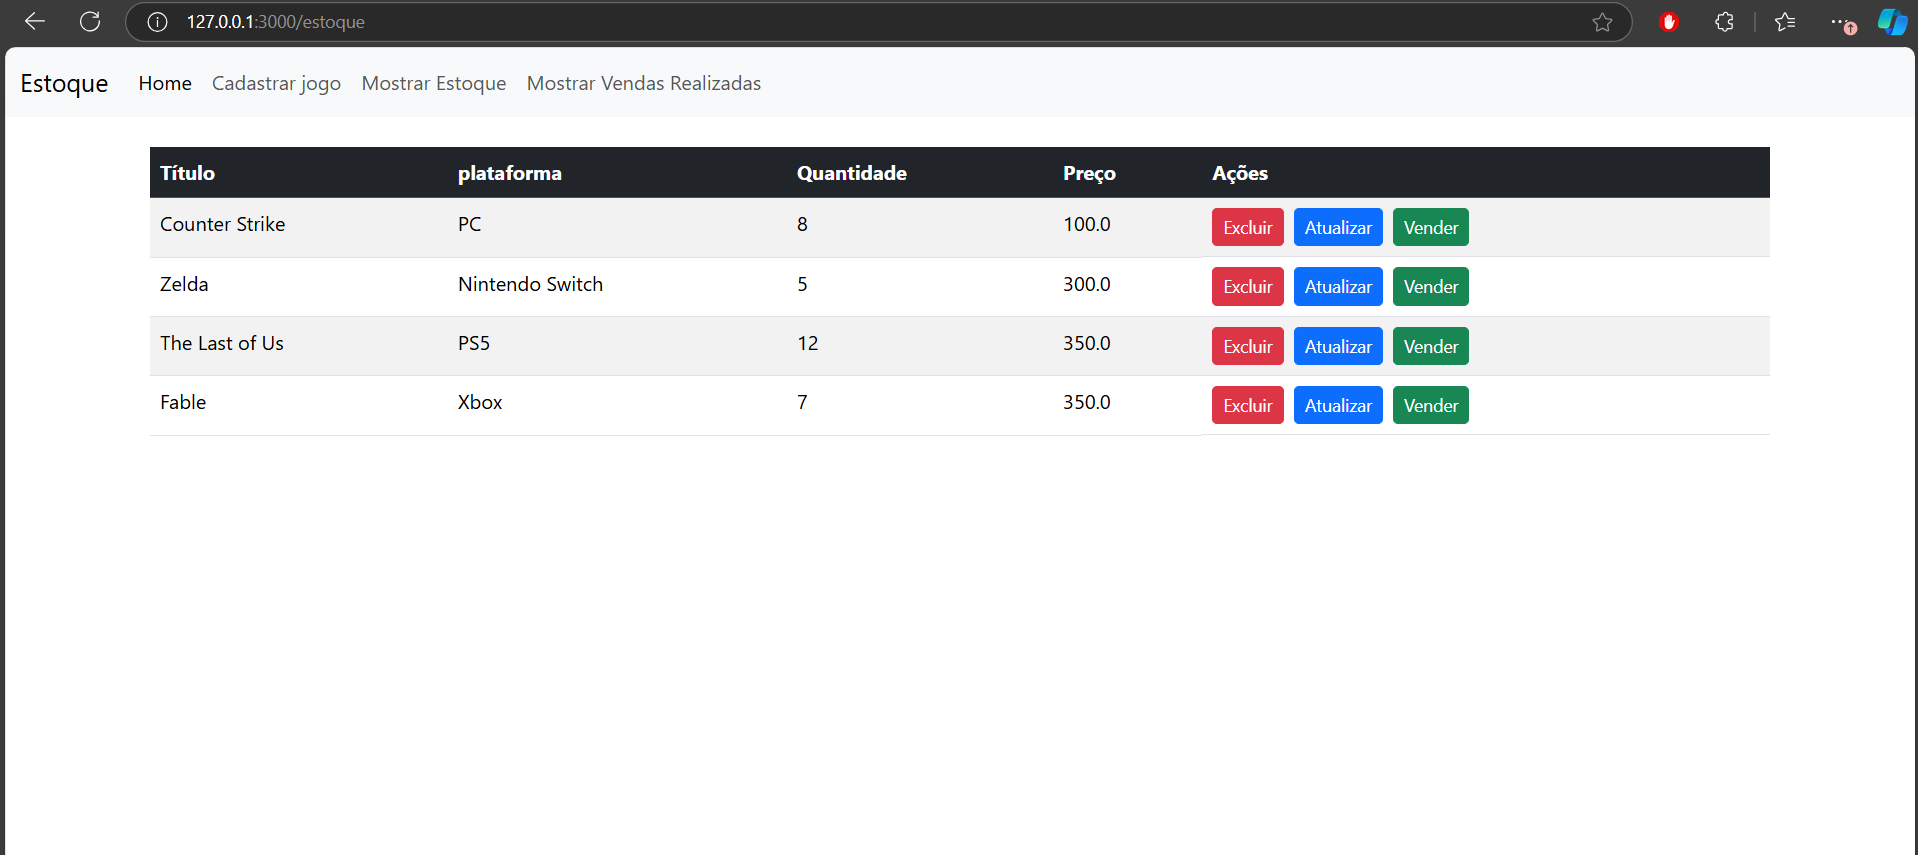 127.0.0.1:3000/estoque
Estoque Home Cadastrar jogo Mostrar Estoque Mostrar Vendas Realizadas
Título plataforma Quantidade Preço Ações
Counter Strike PC 8 100.0 Excluir Atualizar Vender
Zelda Nintendo Switch 5 300.0 Excluir Atualizar Vender
The Last of Us PS5 12 350.0 Excluir Atualizar Vender
Fable Xbox 7 350.0 Excluir Atualizar Vender